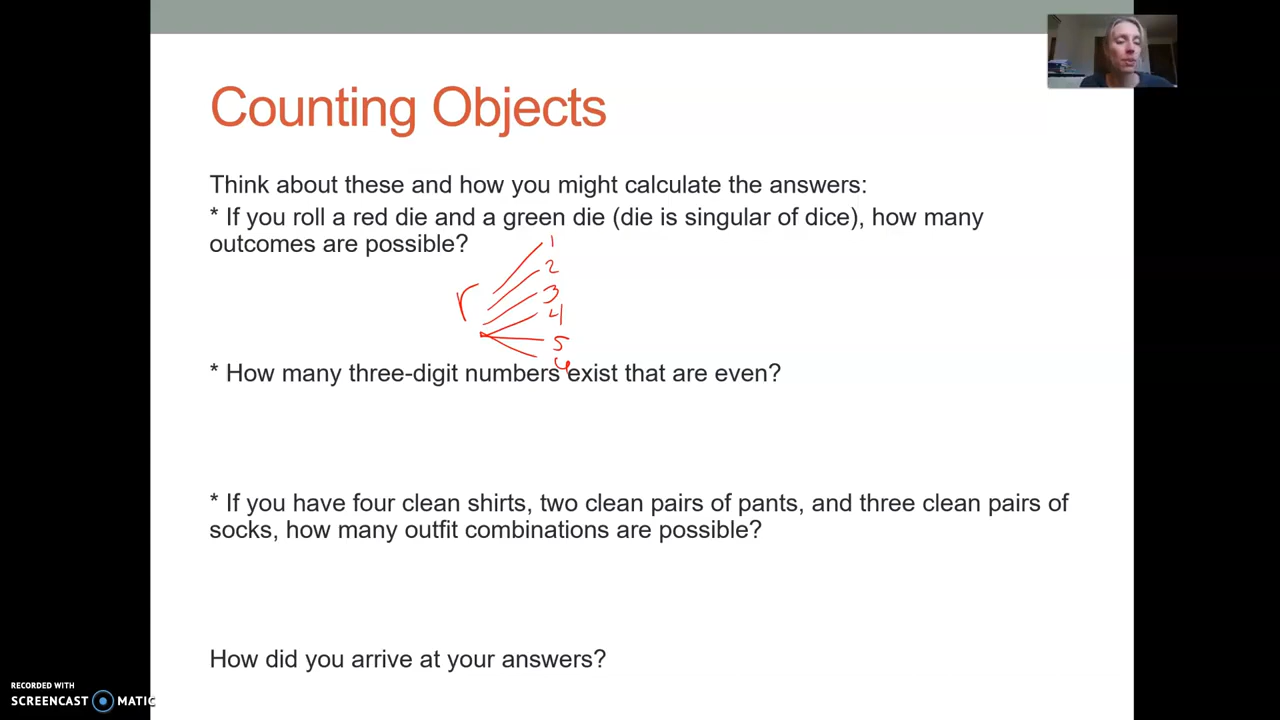 Counting Objects
Think about these and how you might calculate the answers:
* If you roll a red die and a green die (die is singular of dice), how many
outcomes are possible?
1
2
r
3
4
5
6
* How many three-digit numbers exist that are even?
* If you have four clean shirts, two clean pairs of pants, and three clean pairs of
socks, how many outfit combinations are possible?
How did you arrive at your answers?
RECORDED WITH
SCREENCAST MATIC